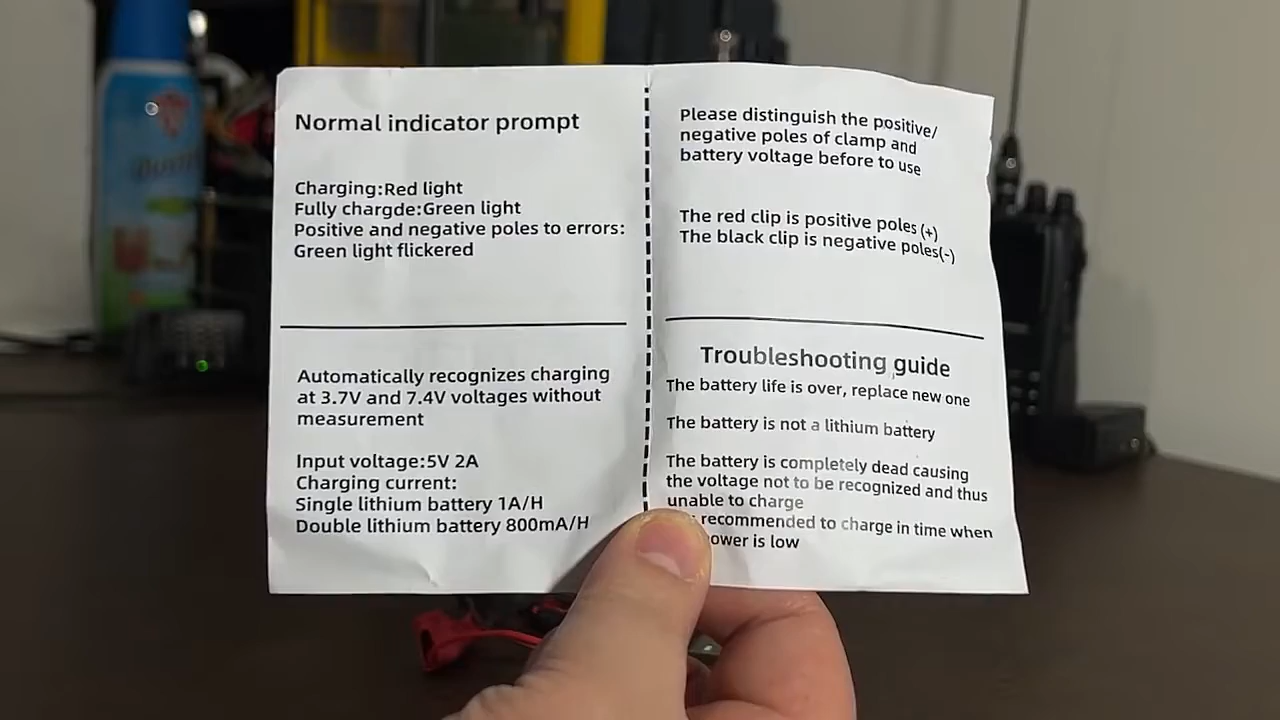 Normal indicator prompt
Charging:Red light
Fully chargde:Green light
Positive and negative poles to errors:
Green light flickered
Automatically recognizes charging
at 3.7V and 7.4V voltages without
measurement
Input voltage:5V 2A
Charging current:
Single lithium battery 1A/H
Double lithium battery 800mA/H
Please distinguish the positive/
negative poles of clamp and
battery voltage before to use
The red clip is positive poles (+)
The black clip is negative poles(-)
Troubleshooting guide
The battery life is over, replace new one
The battery is not a lithium battery
The battery is completely dead causing
the voltage not to be recognized and thus
unable to charge
recommended to charge in time when
power is low